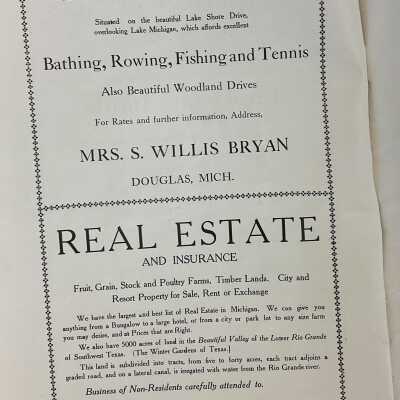 Situated on the beautiful Lake Shore Drive,
overlooking Lake Michigan, which affords excellent
Bathing, Rowing, Fishing and Tennis
Also Beautiful Woodland Drives
For Rates and further information, Address,
MRS. S. WILLIS BRYAN
DOUGLAS, MICH.
REAL ESTATE
AND INSURANCE
Fruit, Grain, Stock and Poultry Farms, Timber Lands. City and
Resort Property for Sale, Rent or Exchange
We have the largest and best list of Real Estate in Michigan. We can give you
anything from a Bungalow to a large hotel, or from a city or park lot to any size farm
you may desire, and at Prices that are Right.
We also have 5000 acres of land in the Beautiful Valley of the Lower Rio Grande
of Southwest Texas. (The Winter Gardens of Texas.]
This land is subdivided into tracts, from five to forty acres, each tract adjoins a
graded road, and on a lateral canal, is irregated with water from the Rio Grande river.
Business of Non-Residents carefully attended to.